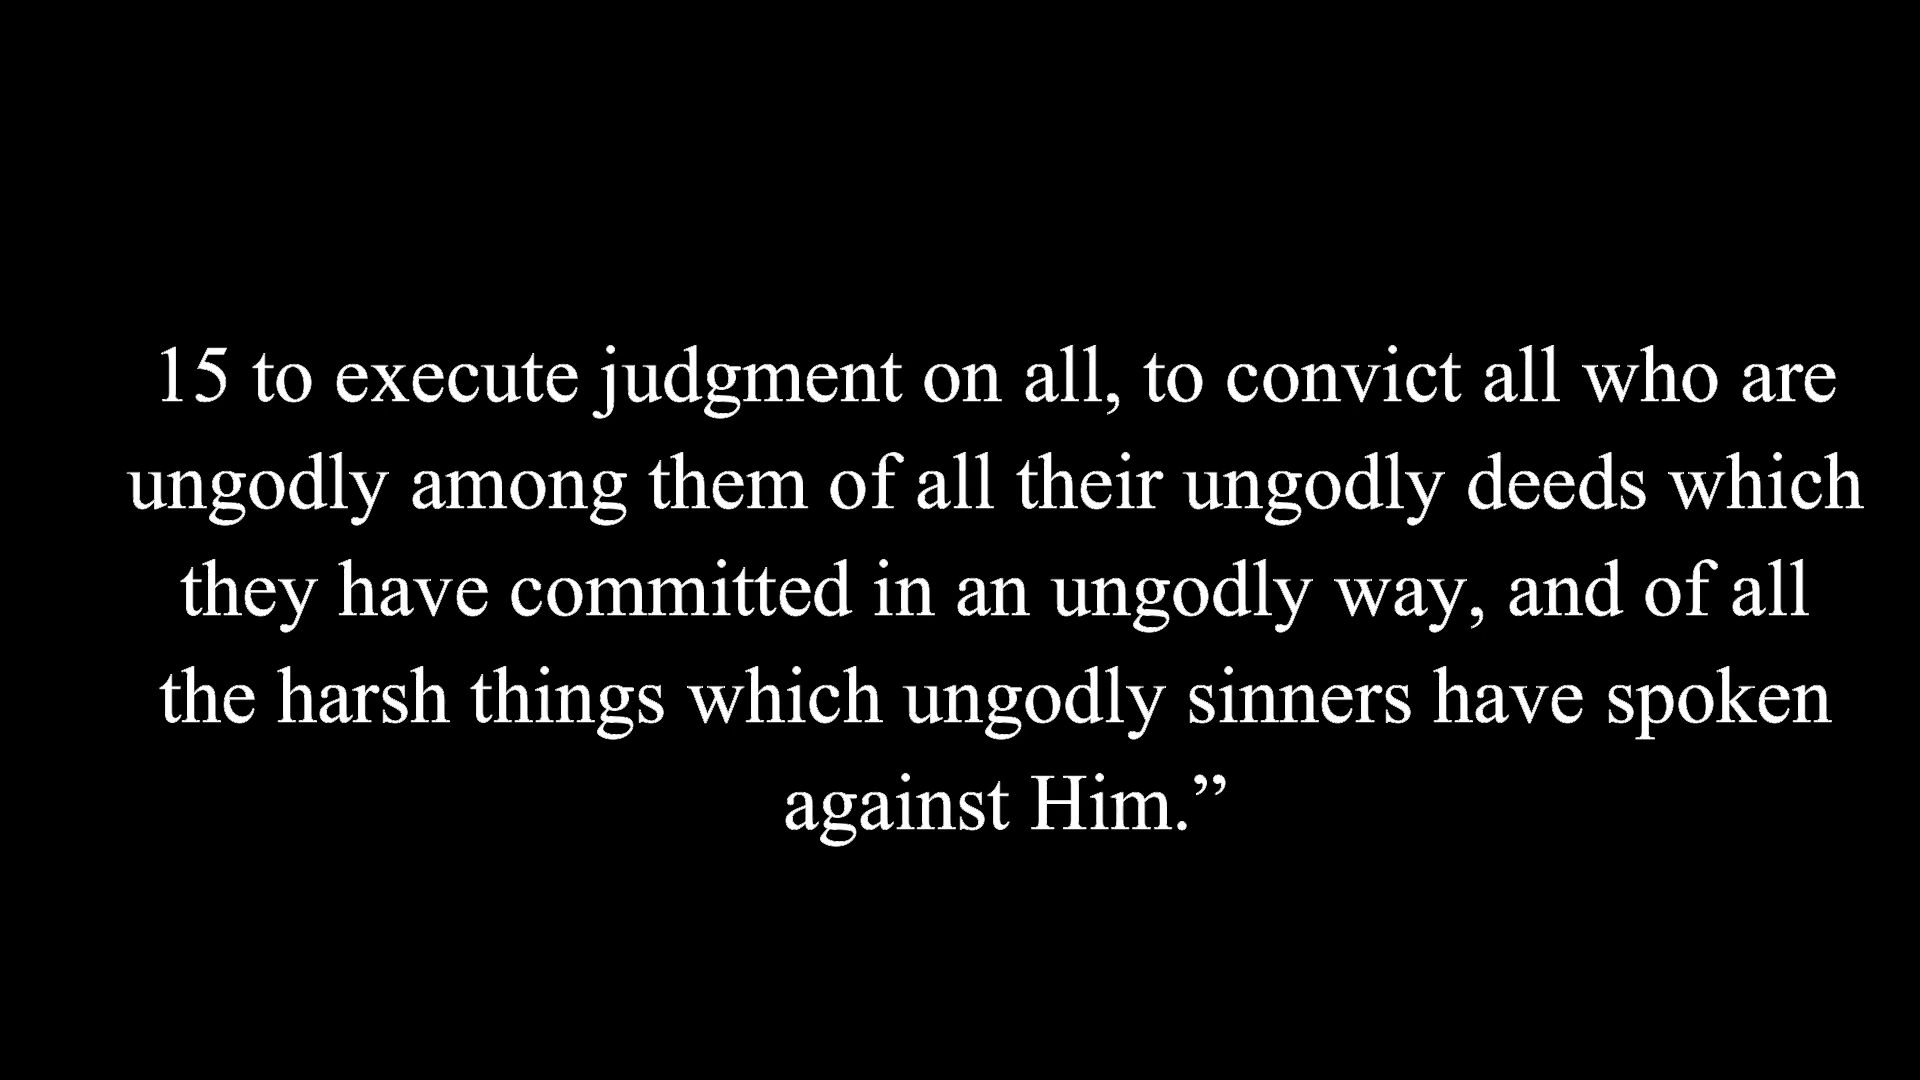 15 to execute judgment on all, to convict all who are
ungodly among them of all their ungodly deeds which
they have committed in an ungodly way, and of all
the harsh things which ungodly sinners have spoken
against Him.”